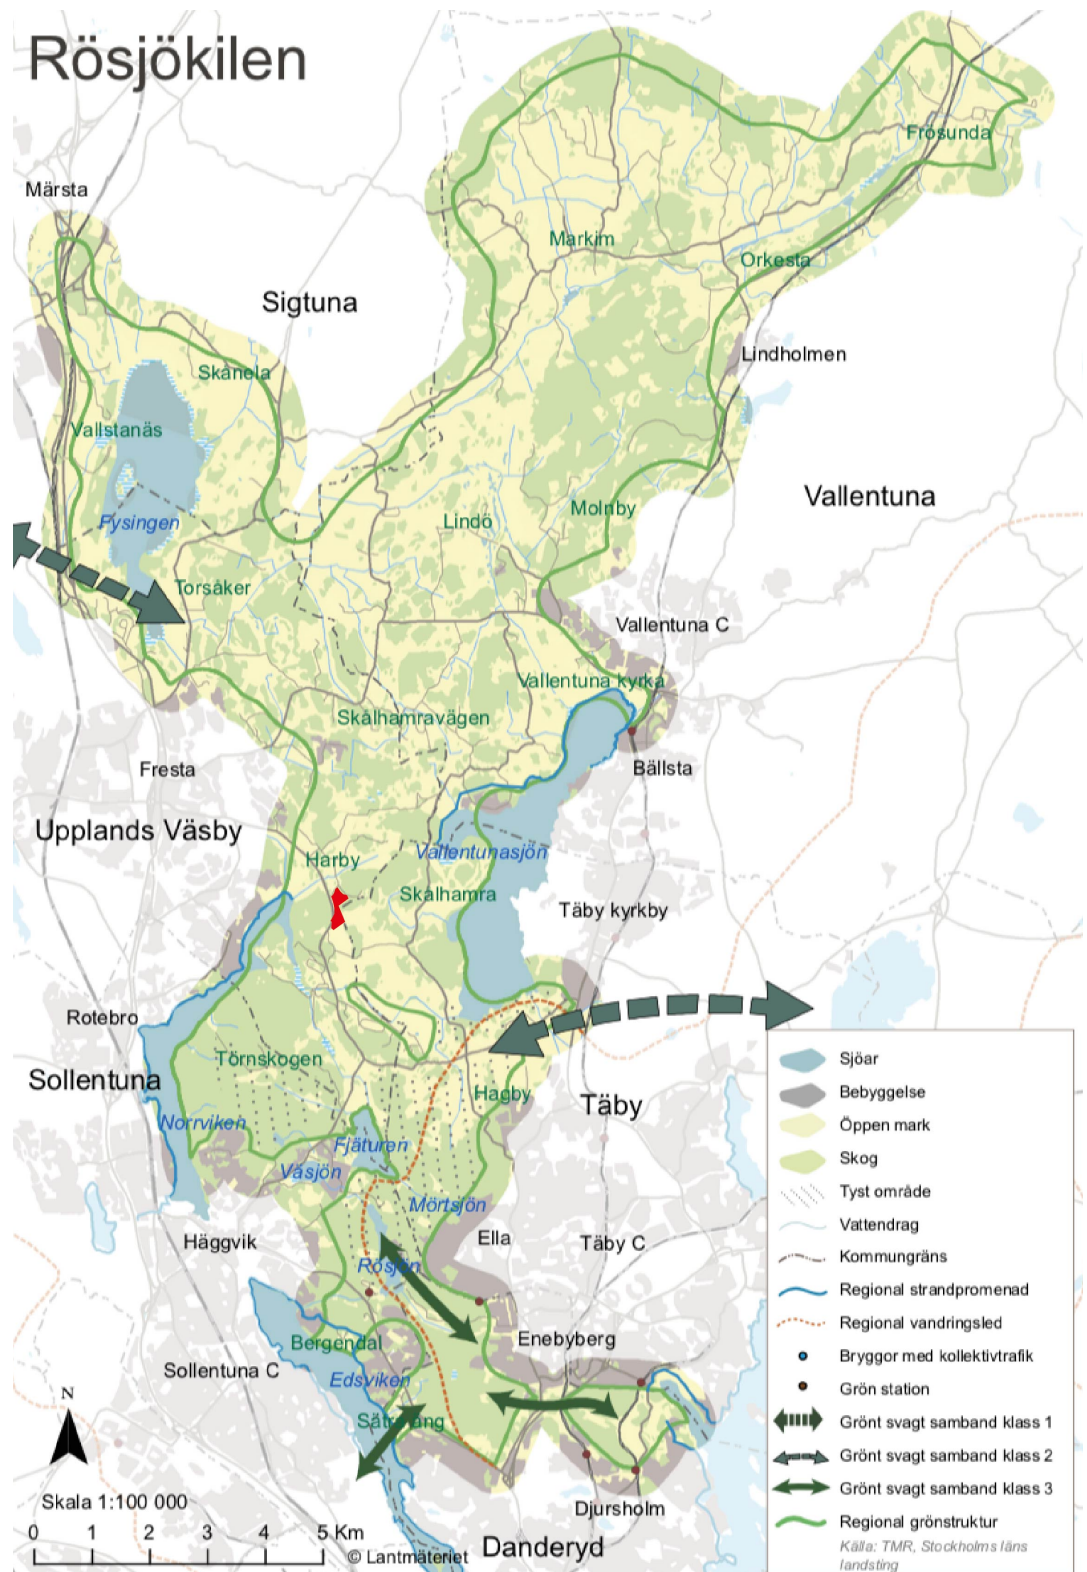 Rösjökilen
Märsta
Frösunda
Markim
Orkesta
Sigtuna
Lindholmen
Skånela
Vallstanäs
Vallentuna
Molnby
Lindö
Fysingen
Torsåker
Vallentuna C
Vallentuna kyrka
Skålhamravägen
Fresta
Bällsta
Upplands Väsby
Vallentunasjön
Harby
Skålhamra
Täby kyrkby
Rotebro
Törnskogen
Sollentuna
Hagby
Täby
Norrviken
Fjäturen
Väsjön
Mörtsjön
Häggvik
Ella
Täby C
Rösjön
Bergendal
Enebyberg
Sollentuna C
Edsviken
Djursholm
Danderyd
N
Skala 1:100 000
0 1 2 3 4 5 Km
© Lantmäteriet
Sjöar
Bebyggelse
Öppen mark
Skog
Tyst område
Vattendrag
Kommungräns
Regional strandpromenad
Regional vandringsled
Bryggor med kollektivtrafik
Grön station
Grönt svagt samband klass 1
Grönt svagt samband klass 2
Grönt svagt samband klass 3
Regional grönstruktur
Källa: TMR, Stockholms läns
landsting